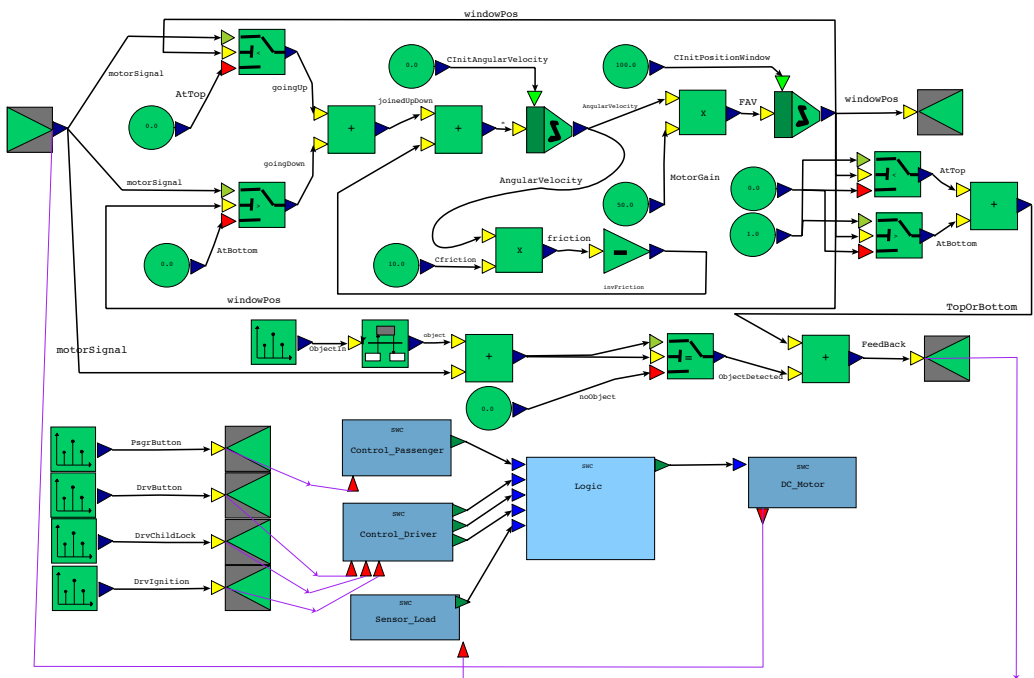 windowPos
motorSignal
AtTop
<
goingUp
0.0
CInitAngularVelocity
joinedUpDown
100.0
CInitPositionWindow
AngularVelocity
FAV
windowPos
0.0
+
+
x
motorSignal
goingDown
>
AtBottom
0.0
AngularVelocity
50.0
MotorGain
0.0
<
AtTop
1.0
>
AtBottom
+
10.0
Cfriction
x
friction
-
invFriction
windowPos
TopOrBottom
motorSignal
ObjectIn
object
+
=
ObjectDetected
+
FeedBack
0.0
noObject
PsgrButton
DrvButton
DrvChildLock
DrvIgnition
SWC
Control_Passenger
SWC
Control_Driver
SWC
Sensor_Load
SWC
Logic
SWC
DC_Motor